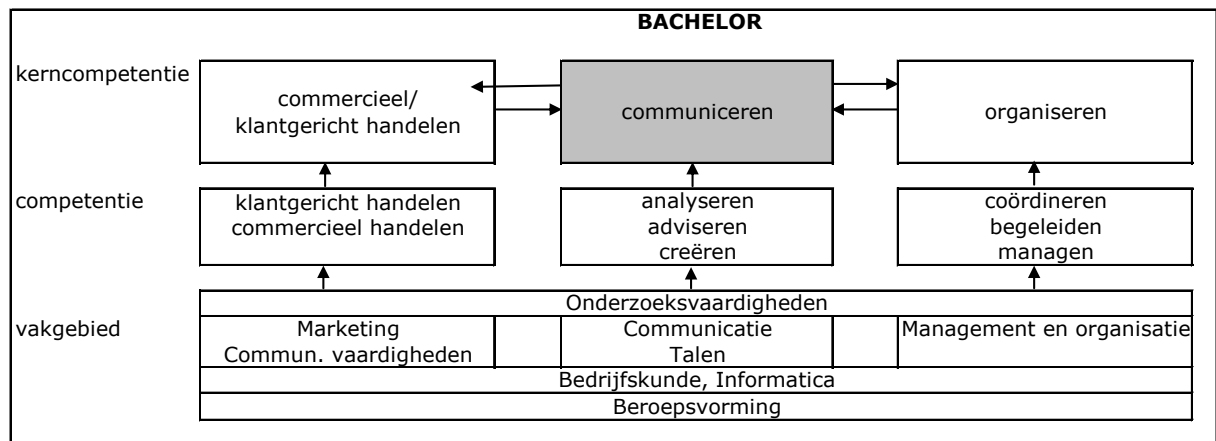 BACHELOR
kerncompetentie
commercieel/
klantgericht handelen
communiceren
organiseren
competentie
klantgericht handelen
commercieel handelen
analyseren
adviseren
creëren
coördineren
begeleiden
managen
Onderzoeksvaardigheden
vakgebied
Marketing
Commun. vaardigheden
Communicatie
Talen
Management en organisatie
Bedrijfskunde, Informatica
Beroepsvorming